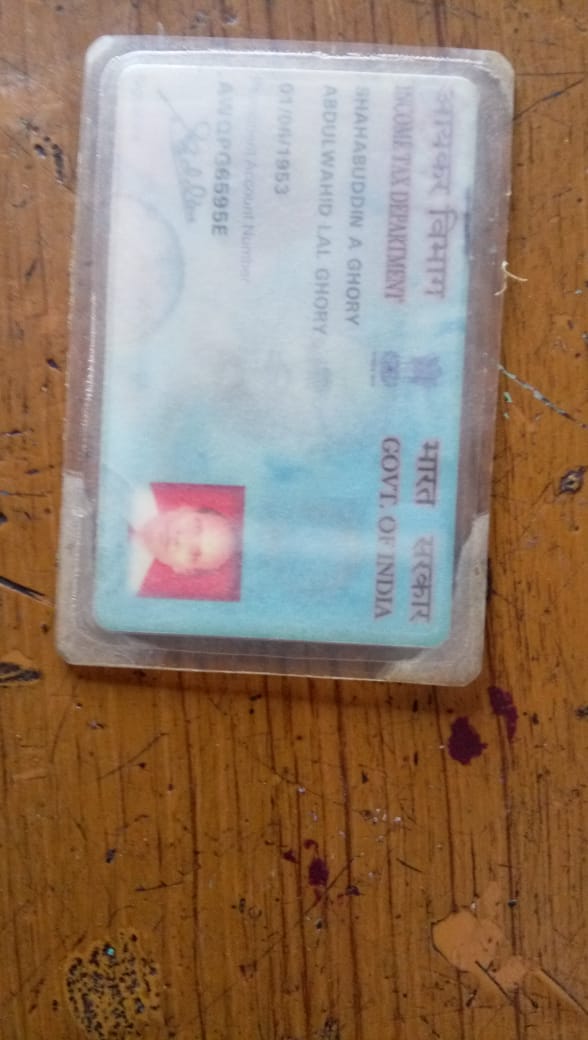 आयकर विभाग
INCOME TAX DEPARTMENT
भारत सरकार
GOVT. OF INDIA
SHAHABUDDIN A GHORY
ABDULWAHID LAL GHORY
01/06/1953
Permanent Account Number
AWQPG6595E